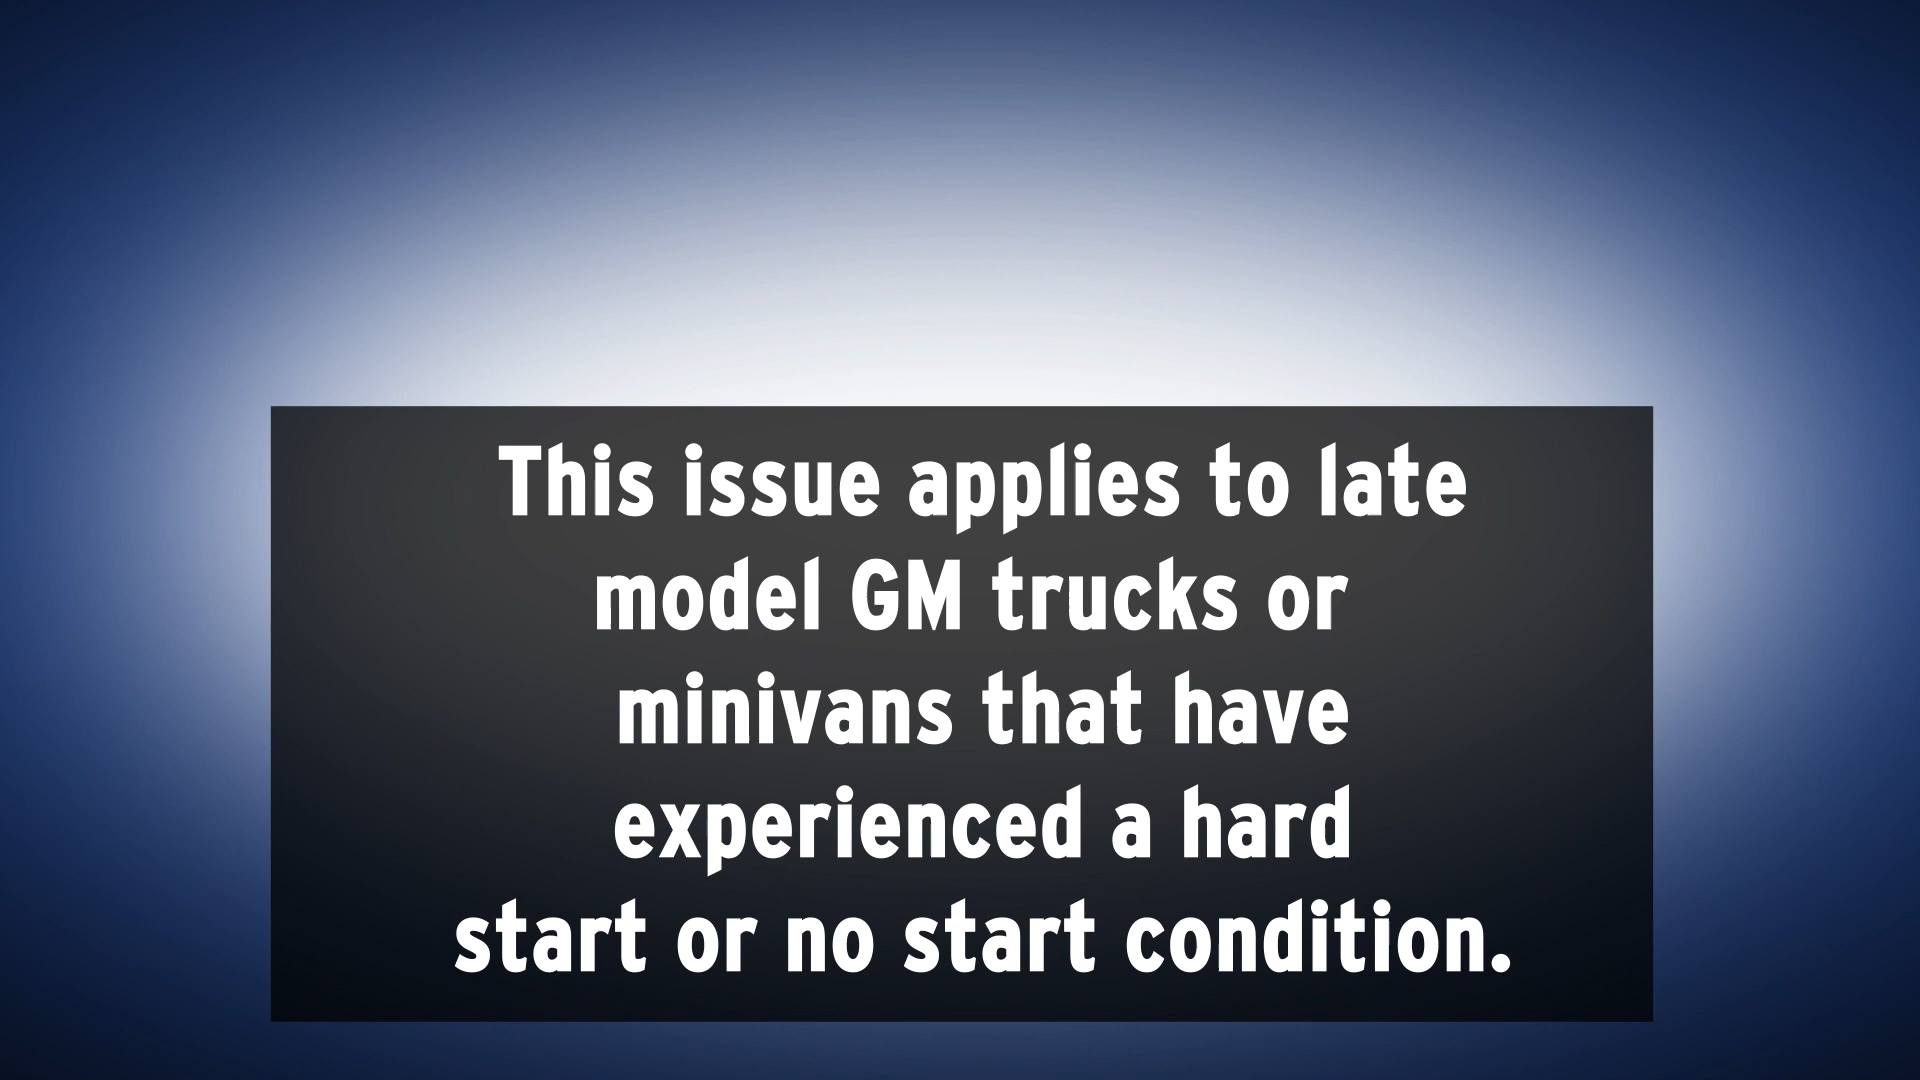 This issue applies to late
model GM trucks or
minivans that have
experienced a hard
start or no start condition.